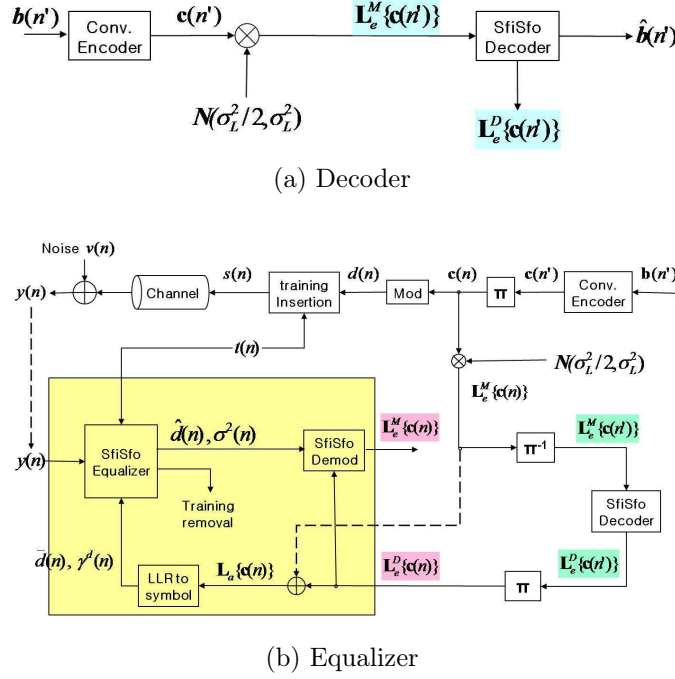 b(n') Conv. Encoder c(n') L_e^M{c(n')} SfiSfo Decoder b̂(n')
N(σ_L^2/2,σ_L^2) L_e^D{c(n')}
(a) Decoder
Noise v(n)
y(n) Channel s(n) training Insertion d(n) Mod c(n) π c(n') Conv. Encoder b(n')
t(n) N(σ_L^2/2,σ_L^2)
L_e^M{c(n)}
y(n) SfiSfo Equalizer d̂(n), σ^2(n) SfiSfo Demod L_e^M{c(n)} π^-1 L_e^M{c(n')}
Training removal
SfiSfo Decoder
d̄(n), γ^d(n) LLR to symbol L_a{c(n)} L_e^D{c(n)} π L_e^D{c(n')}
(b) Equalizer